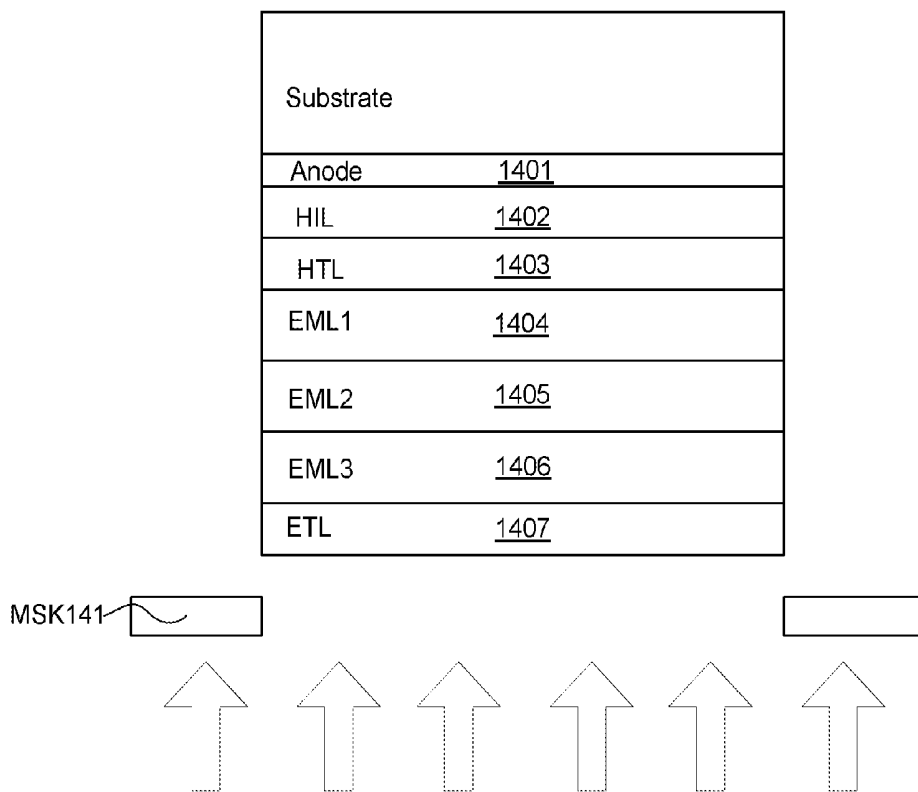 Substrate
Anode 1401
HIL 1402
HTL 1403
EML1 1404
EML2 1405
EML3 1406
ETL 1407
MSK141